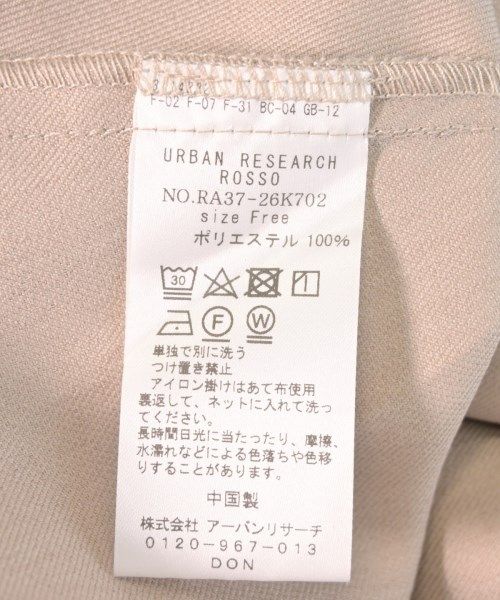 F-02 F-07 F-31 BC-04 GB-12
URBAN RESEARCH
ROSSO
NO.RA37-26K702
size Free
ポリエステル 100%
30
F W
単独で別に洗う
つけ置き禁止
アイロン掛けはあて布使用
裏返して、ネットに入れて洗っ
てください。
長時間日光に当たったり、摩擦、
水濡れなどによる色落ちや色移
りすることがあります。
中国製
株式会社 アーバンリサーチ
0120-967-013
DON